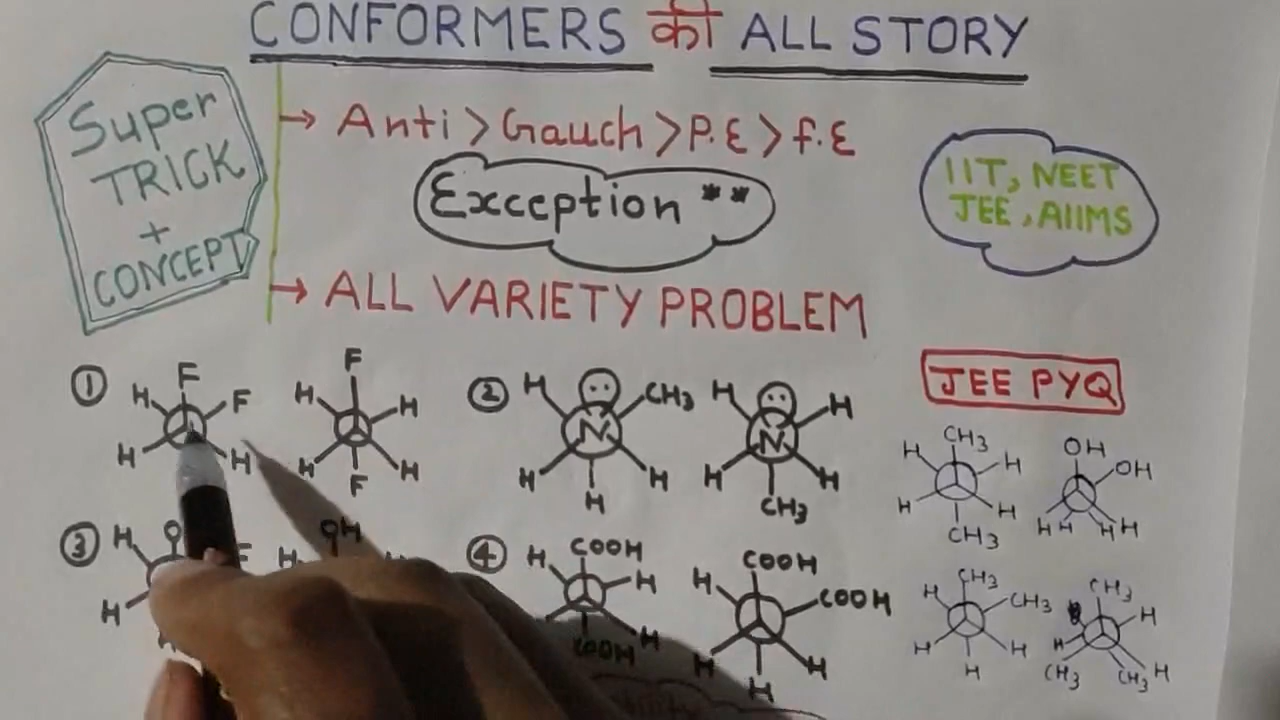 CONFORMERS की ALL STORY
Super
TRICK
+
CONCEPT
→ Anti > Gauch > P.E > f.E
Exception **
IIT, NEET
JEE, AIIMS
→ ALL VARIETY PROBLEM
①
F
H F
H H
F
H H
H H
F
②
H : CH3
N
H H
H
H : H
N
H H
CH3
JEE PYQ
CH3
H H
H H
CH3
OH
OH
H H H H
③
H F
H
OH
H
④
COOH
H H
H
COOH
COOH
H COOH
H H
H
CH3
H CH3
H H
H
CH3
H
H H
CH3 CH3